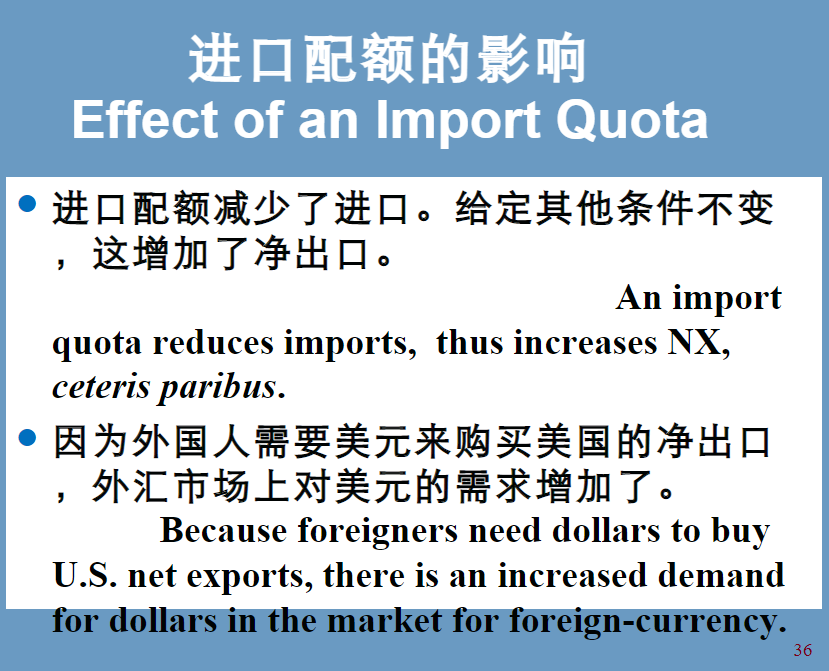 进口配额的影响
Effect of an Import Quota
进口配额减少了进口。给定其他条件不变
，这增加了净出口。
An import
quota reduces imports,  thus increases NX,
ceteris paribus.
因为外国人需要美元来购买美国的净出口
，外汇市场上对美元的需求增加了。
Because foreigners need dollars to buy
U.S. net exports, there is an increased demand
for dollars in the market for foreign-currency.
36